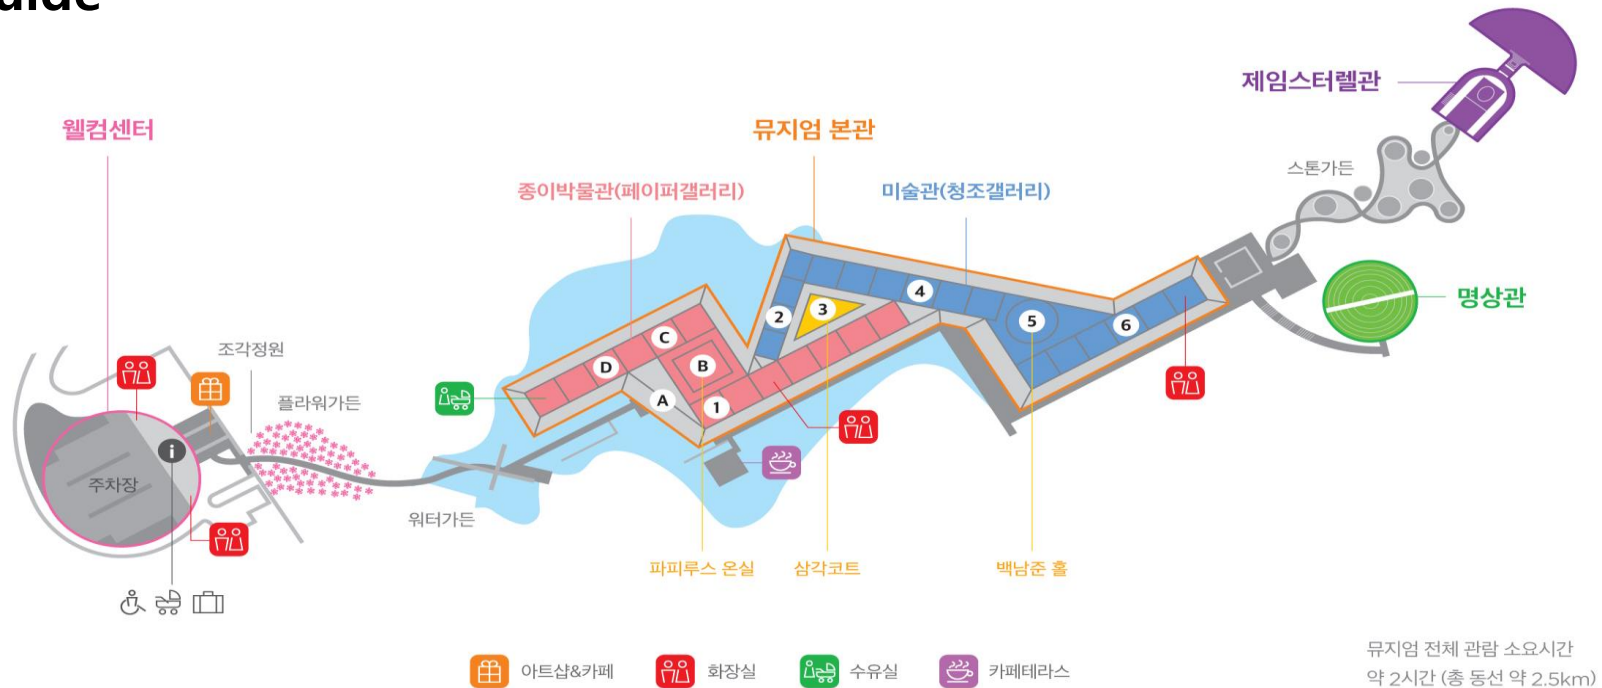 제임스터렐관
웰컴센터
뮤지엄 본관
스톤가든
종이박물관(페이퍼갤러리)
미술관(청조갤러리)
명상관
조각정원
플라워가든
주차장
i
워터가든
A
B
C
D
1
2
3
4
5
6
파피루스 온실
삼각코트
백남준 홀
아트샵&카페
화장실
수유실
카페테라스
뮤지엄 전체 관람 소요시간
약 2시간 (총 동선 약 2.5km)